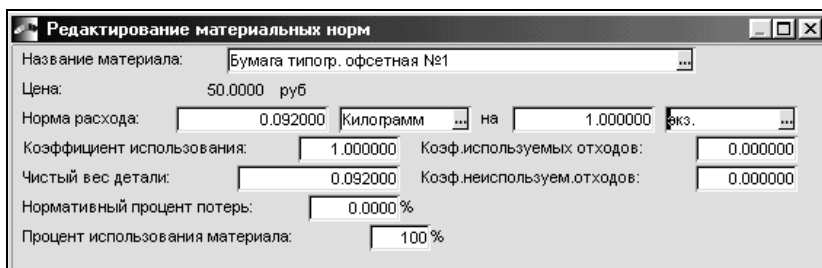 Редактирование материальных норм
Название материала: Бумага типогр. офсетная №1 ...
Цена: 50.0000 руб
Норма расхода: 0.092000 Килограмм ... на 1.000000 экз. ...
Коэффициент использования: 1.000000 Коэф.используемых отходов: 0.000000
Чистый вес детали: 0.092000 Коэф.неиспользуем.отходов: 0.000000
Нормативный процент потерь: 0.0000 %
Процент использования материала: 100 %